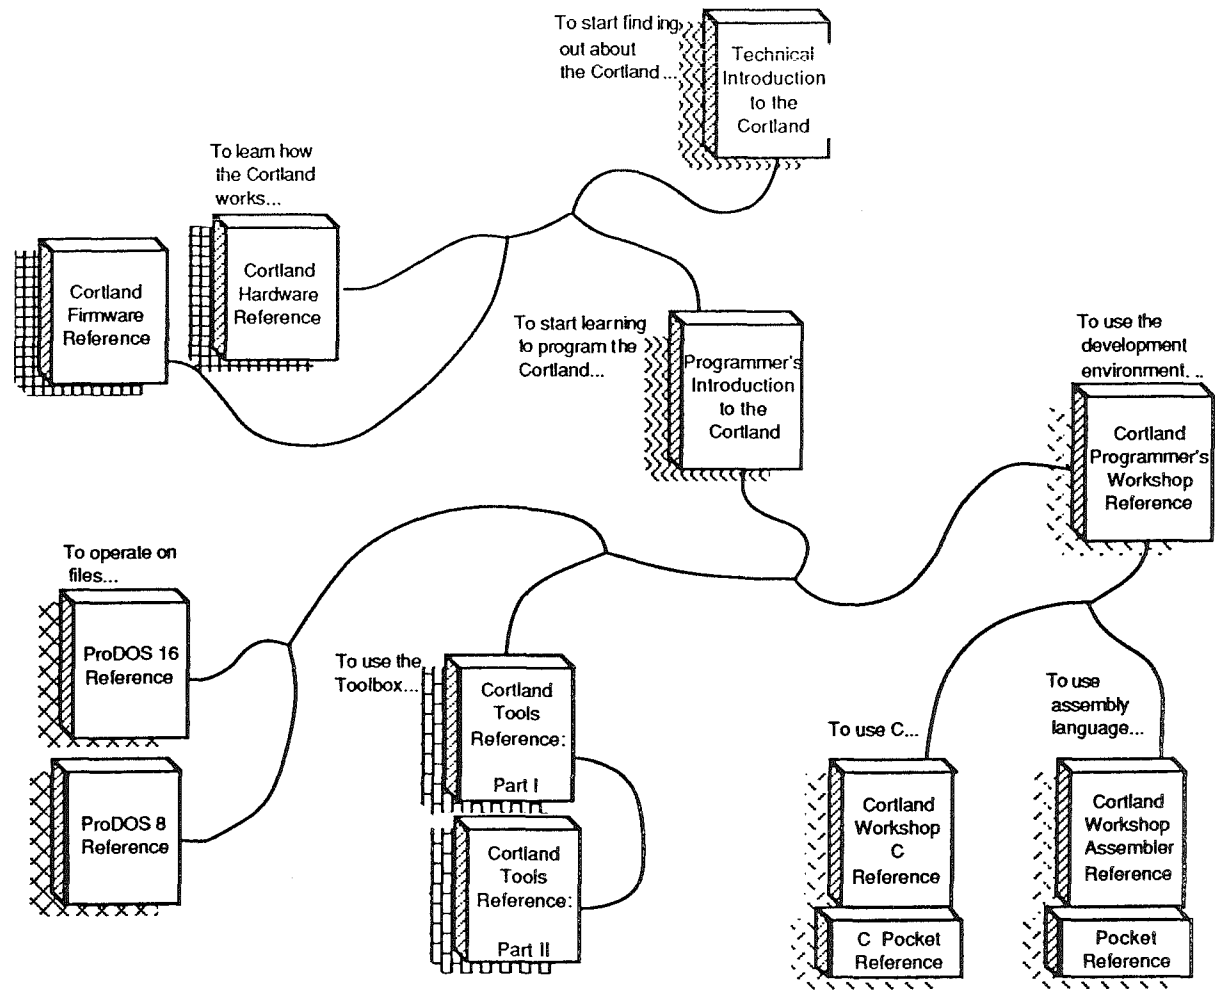 To start finding
out about
the Cortland...
Technical
Introduction
to the
Cortland
To learn how
the Cortland
works...
Cortland
Hardware
Reference
Cortland
Firmware
Reference
To start learning
to program the
Cortland...
Programmer's
Introduction
to the
Cortland
To use the
development
environment...
Cortland
Programmer's
Workshop
Reference
To operate on
files...
ProDOS 16
Reference
ProDOS 8
Reference
To use the
Toolbox...
Cortland
Tools
Reference:
Part I
Cortland
Tools
Reference:
Part II
To use C...
Cortland
Workshop
C
Reference
C Pocket
Reference
To use
assembly
language...
Cortland
Workshop
Assembler
Reference
Pocket
Reference